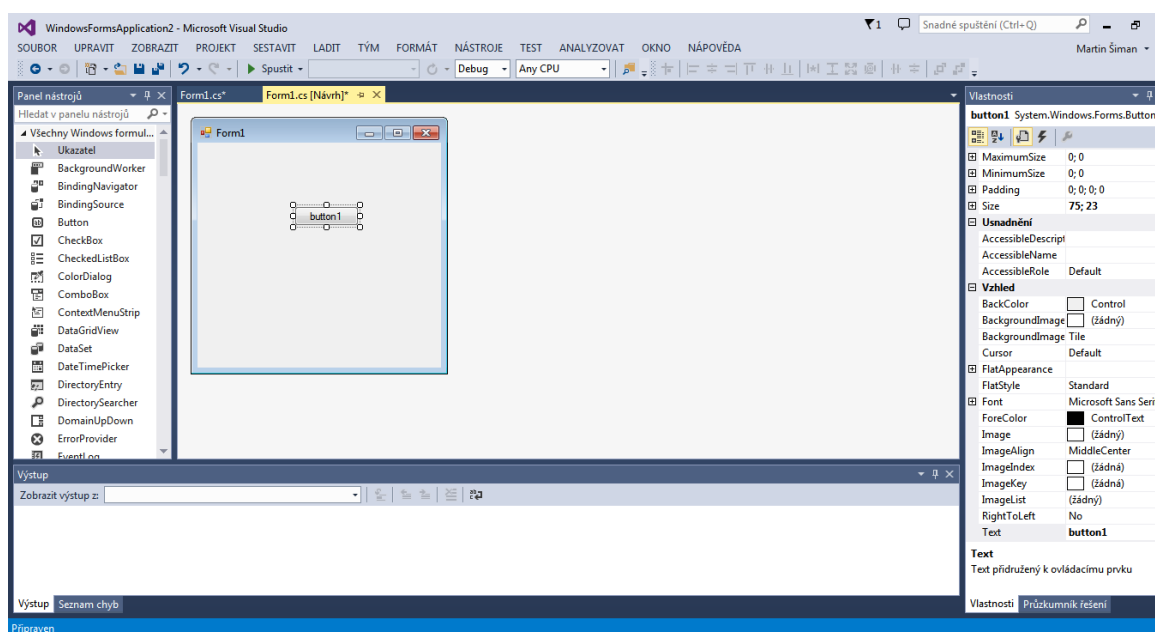 WindowsFormsApplication2 - Microsoft Visual Studio
1
Snadné spuštění (Ctrl+Q)
SOUBOR UPRAVIT ZOBRAZIT PROJEKT SESTAVIT LADIT TÝM FORMÁT NÁSTROJE TEST ANALYZOVAT OKNO NÁPOVĚDA
Martin Šiman
Spustit
Debug
Any CPU
Panel nástrojů
Hledat v panelu nástrojů
Všechny Windows formul...
Ukazatel
BackgroundWorker
BindingNavigator
BindingSource
Button
CheckBox
CheckedListBox
ColorDialog
ComboBox
ContextMenuStrip
DataGridView
DataSet
DateTimePicker
DirectoryEntry
DirectorySearcher
DomainUpDown
ErrorProvider
EventLog
Form1.cs*
Form1.cs [Návrh]*
Form1
button1
Vlastnosti
button1 System.Windows.Forms.Button
MaximumSize 0; 0
MinimumSize 0; 0
Padding 0; 0; 0; 0
Size 75; 23
Usnadnění
AccessibleDescript
AccessibleName
AccessibleRole Default
Vzhled
BackColor Control
BackgroundImage (žádný)
BackgroundImage Tile
Cursor Default
FlatAppearance
FlatStyle Standard
Font Microsoft Sans Seri
ForeColor ControlText
Image (žádný)
ImageAlign MiddleCenter
ImageIndex (žádná)
ImageKey (žádná)
ImageList (žádný)
RightToLeft No
Text button1
Text
Text přidružený k ovládacímu prvku
Vlastnosti Průzkumník řešení
Výstup
Zobrazit výstup z:
Výstup Seznam chyb
Připraven